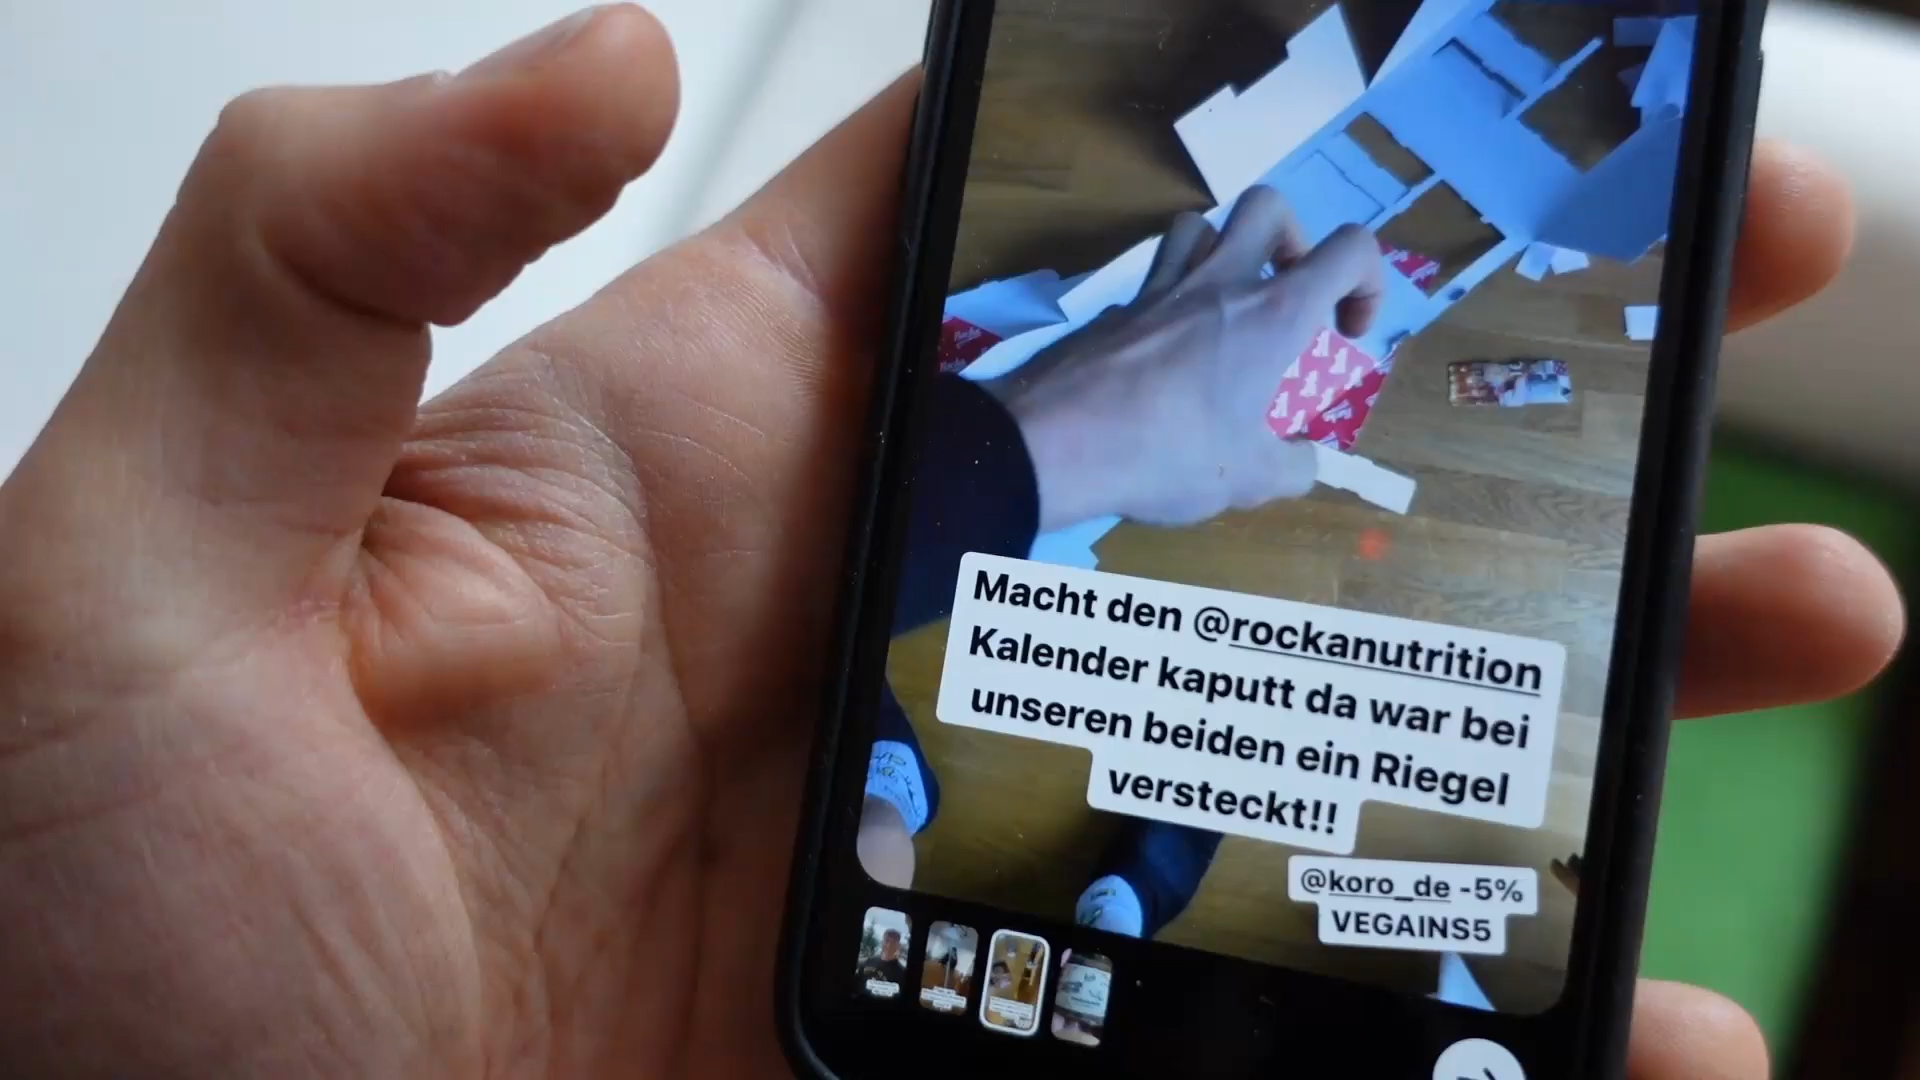 Macht den @rockanutrition
Kalender kaputt da war bei
unseren beiden ein Riegel
versteckt!!
@koro_de -5%
VEGAINS5